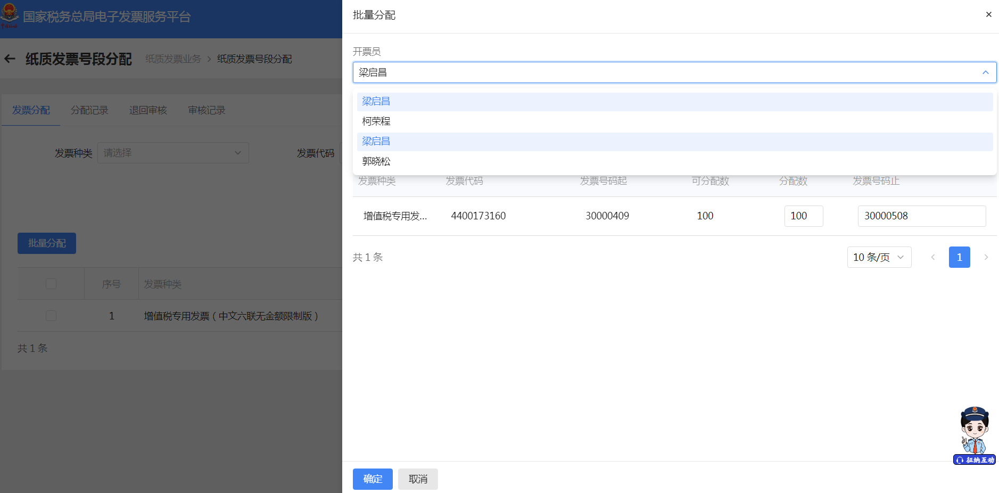 国家税务总局电子发票服务平台
纸质发票号段分配 纸质发票业务 > 纸质发票号段分配
发票分配 分配记录 退回审核 审核记录
发票种类 请选择 发票代码
批量分配
序号 发票种类
1 增值税专用发票（中文六联无金额限制版）
共 1 条
批量分配
开票员
梁启昌
梁启昌
柯荣程
梁启昌
郭晓松
发票种类 发票代码 发票号码起 可分配数 分配数 发票号码止
增值税专用发... 4400173160 30000409 100 100 30000508
共 1 条 10 条/页 1
征纳互动
确定 取消